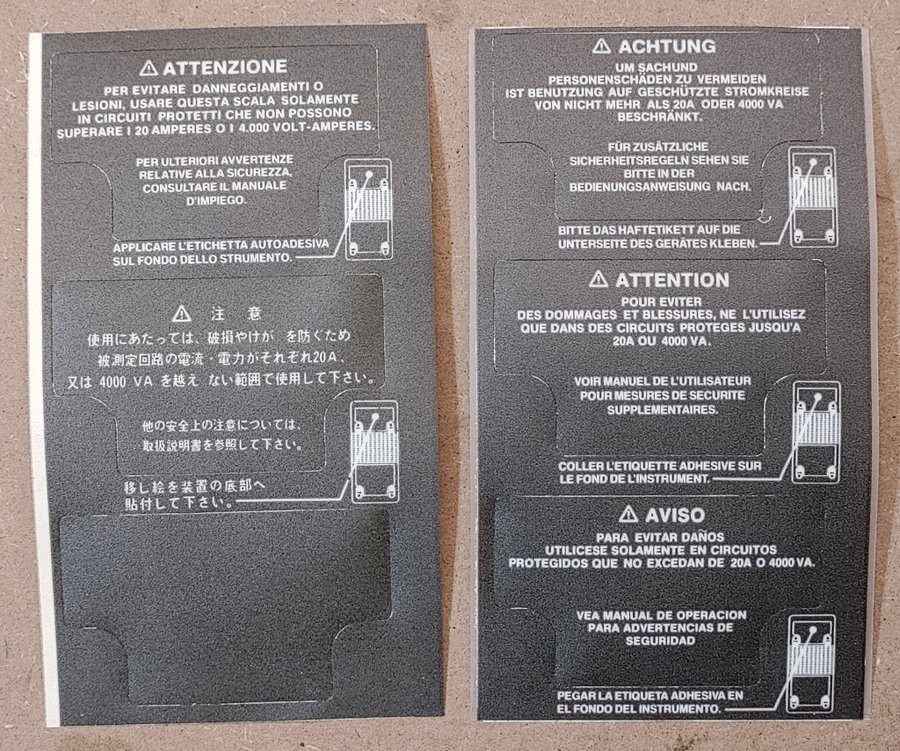 ⚠ ATTENZIONE
PER EVITARE DANNEGGIAMENTI O
LESIONI, USARE QUESTA SCALA SOLAMENTE
IN CIRCUITI PROTETTI CHE NON POSSONO
SUPERARE I 20 AMPERES O I 4.000 VOLT-AMPERES.
PER ULTERIORI AVVERTENZE
RELATIVE ALLA SICUREZZA,
CONSULTARE IL MANUALE
D'IMPIEGO.
APPLICARE L'ETICHETTA AUTOADESIVA
SUL FONDO DELLO STRUMENTO.
⚠ 注 意
使用にあたっては、破損やけが を防ぐため
被測定回路の電流・電力がそれぞれ20A、
又は 4000 VA を越え ない範囲で使用して下さい。
他の安全上の注意については、
取扱説明書を参照して下さい。
移し絵を装置の底部へ
貼付して下さい。
⚠ ACHTUNG
UM SACHUND
PERSONENSCHÄDEN ZU VERMEIDEN
IST BENUTZUNG AUF GESCHÜTZTE STROMKREISE
VON NICHT MEHR ALS 20A ODER 4000 VA
BESCHRÄNKT.
FÜR ZUSÄTZLICHE
SICHERHEITSREGELN SEHEN SIE
BITTE IN DER
BEDIENUNGSANWEISUNG NACH.
BITTE DAS HAFTETIKETT AUF DIE
UNTERSEITE DES GERÄTES KLEBEN.
⚠ ATTENTION
POUR EVITER
DES DOMMAGES ET BLESSURES, NE L'UTILISEZ
QUE DANS DES CIRCUITS PROTEGES JUSQU'A
20A OU 4000 VA.
VOIR MANUEL DE L'UTILISATEUR
POUR MESURES DE SECURITE
SUPPLEMENTAIRES.
COLLER L'ETIQUETTE ADHESIVE SUR
LE FOND DE L'INSTRUMENT.
⚠ AVISO
PARA EVITAR DAÑOS
UTILICESE SOLAMENTE EN CIRCUITOS
PROTEGIDOS QUE NO EXCEDAN DE 20A O 4000 VA.
VEA MANUAL DE OPERACION
PARA ADVERTENCIAS DE
SEGURIDAD
PEGAR LA ETIQUETA ADHESIVA EN
EL FONDO DEL INSTRUMENTO.